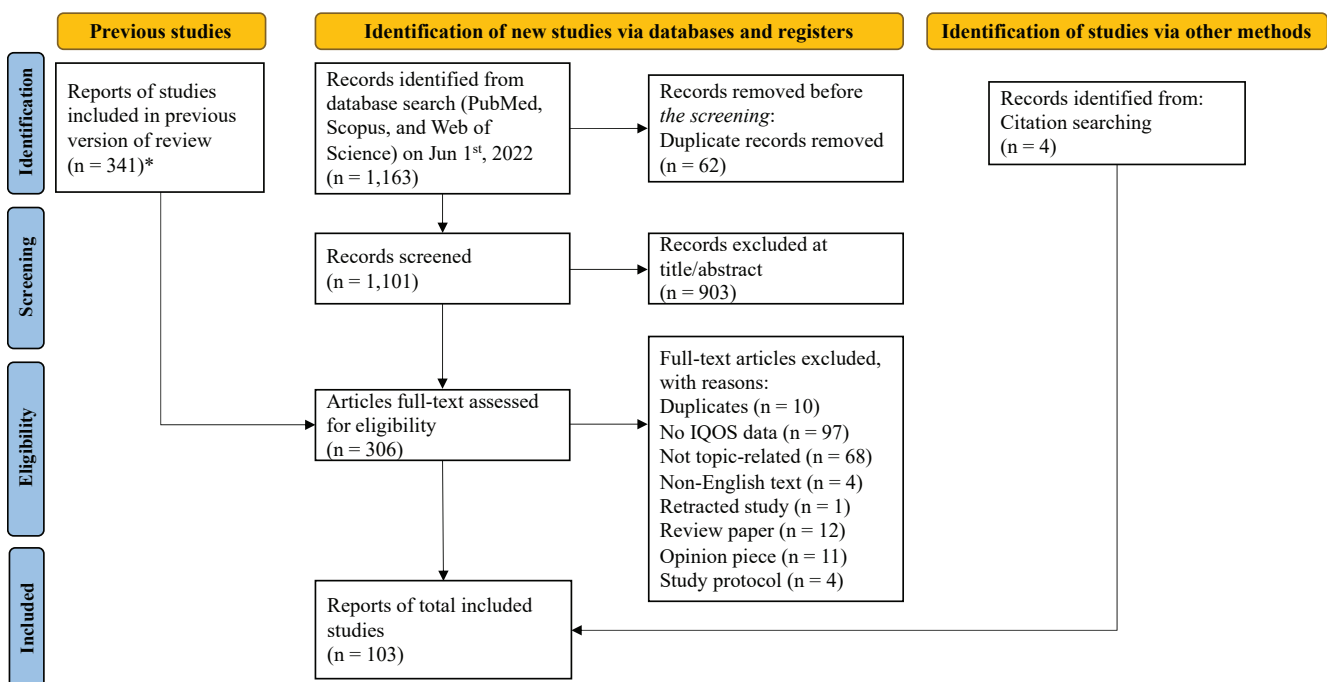 Previous studies
Identification of new studies via databases and registers
Identification of studies via other methods
Identification
Reports of studies
included in previous
version of review
(n = 341)*
Records identified from
database search (PubMed,
Scopus, and Web of
Science) on Jun 1st, 2022
(n = 1,163)
Records removed before
the screening:
Duplicate records removed
(n = 62)
Records identified from:
Citation searching
(n = 4)
Screening
Records screened
(n = 1,101)
Records excluded at
title/abstract
(n = 903)
Eligibility
Articles full-text assessed
for eligibility
(n = 306)
Full-text articles excluded,
with reasons:
Duplicates (n = 10)
No IQOS data (n = 97)
Not topic-related (n = 68)
Non-English text (n = 4)
Retracted study (n = 1)
Review paper (n = 12)
Opinion piece (n = 11)
Study protocol (n = 4)
Included
Reports of total included
studies
(n = 103)